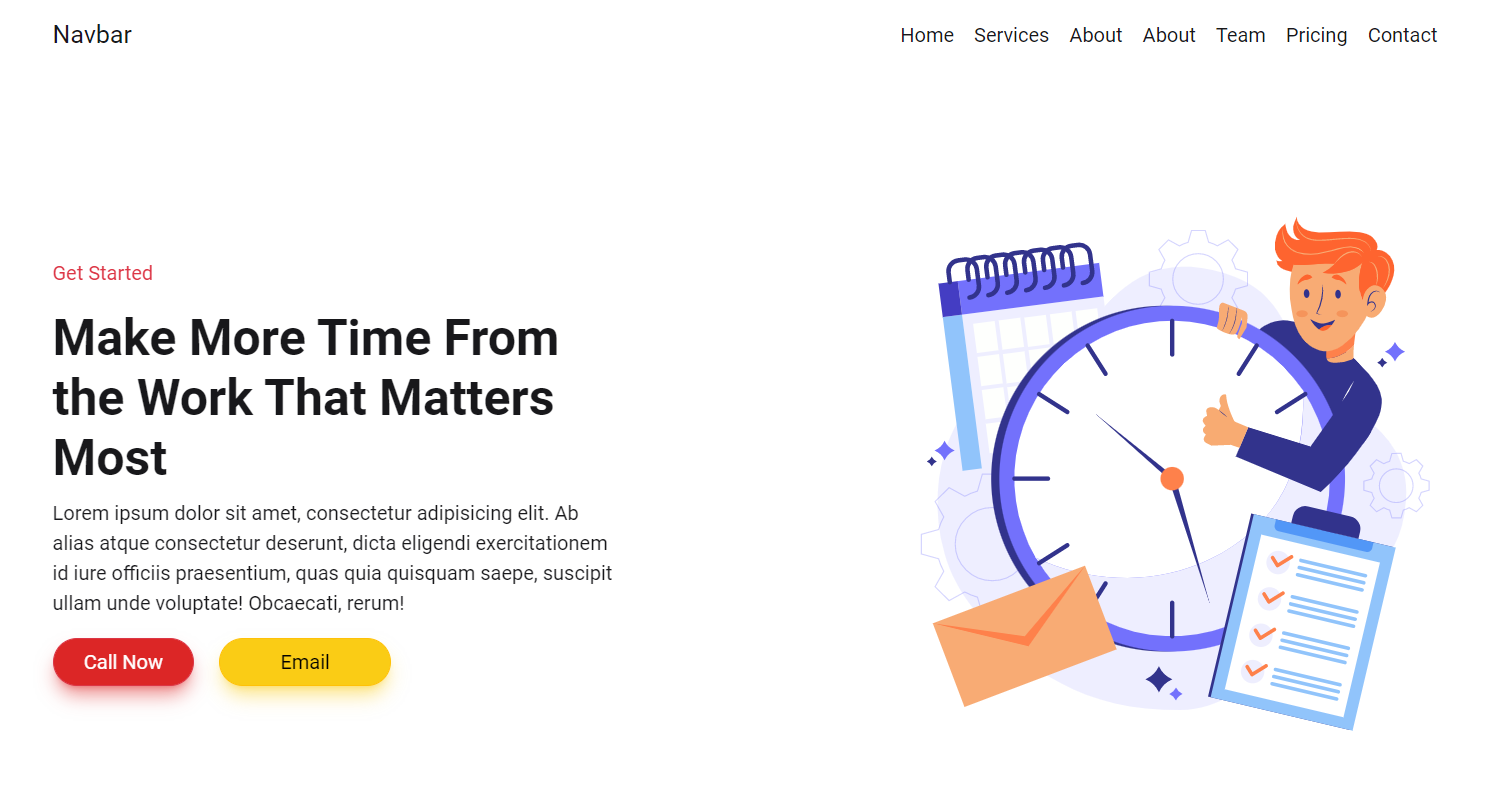 Navbar
Home Services About About Team Pricing Contact
Get Started
Make More Time From
the Work That Matters
Most
Lorem ipsum dolor sit amet, consectetur adipisicing elit. Ab
alias atque consectetur deserunt, dicta eligendi exercitationem
id iure officiis praesentium, quas quia quisquam saepe, suscipit
ullam unde voluptate! Obcaecati, rerum!
Call Now Email